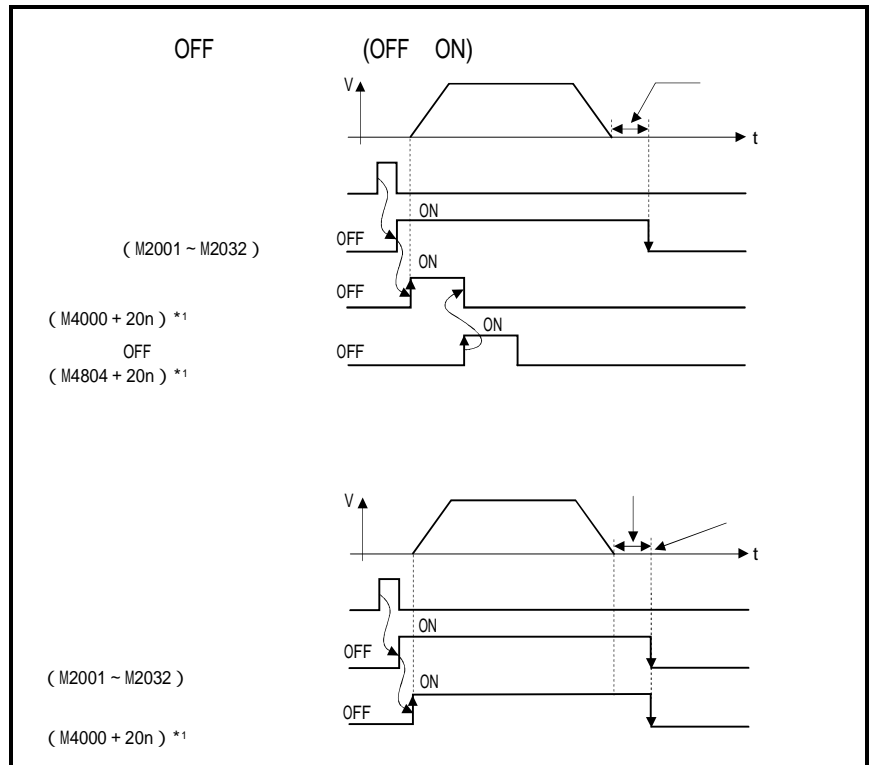 OFF (OFF ON)
V
t
ON
( M2001 ~ M2032 ) OFF
ON
OFF
( M4000 + 20n ) *1
ON
OFF OFF
( M4804 + 20n ) *1
V
t
ON
OFF
( M2001 ~ M2032 )
ON
OFF
( M4000 + 20n ) *1